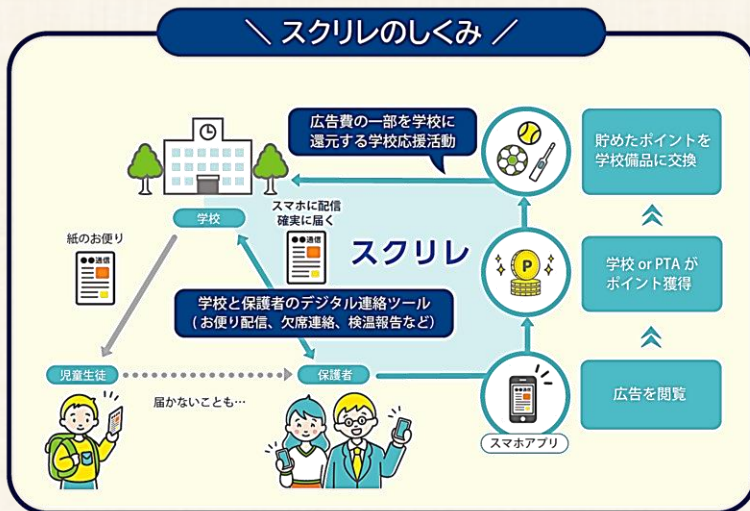 ＼ スクリレのしくみ ／
広告費の一部を学校に
還元する学校応援活動
貯めたポイントを
学校備品に交換
学校
スマホに配信
確実に届く
紙のお便り
●●通信
●●通信
スクリレ
P
学校 or PTA が
ポイント獲得
学校と保護者のデジタル連絡ツール
( お便り配信、欠席連絡、検温報告など）
児童生徒
保護者
届かないことも…
●●通信
スマホアプリ
広告を閲覧